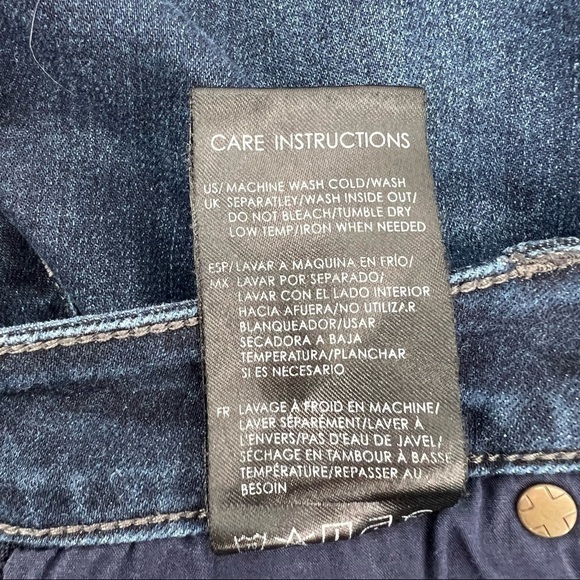 CARE INSTRUCTIONS
US/ MACHINE WASH COLD/WASH
UK SEPARATLEY/WASH INSIDE OUT/
DO NOT BLEACH/TUMBLE DRY
LOW TEMP/IRON WHEN NEEDED
ESP/ LAVAR A MÁQUINA EN FRÍO/
MX LAVAR POR SEPARADO/
LAVAR CON EL LADO INTERIOR
HACIA AFUERA/NO UTILIZAR
BLANQUEADOR/USAR
SECADORA A BAJA
TEMPERATURA/PLANCHAR
SI ES NECESARIO
FR LAVAGE À FROID EN MACHINE/
LAVER SÉPARÉMENT/LAVER À
L'ENVERS/PAS D'EAU DE JAVEL/
SÉCHAGE EN TAMBOUR À BASSE
TEMPÉRATURE/REPASSER AU
BESOIN